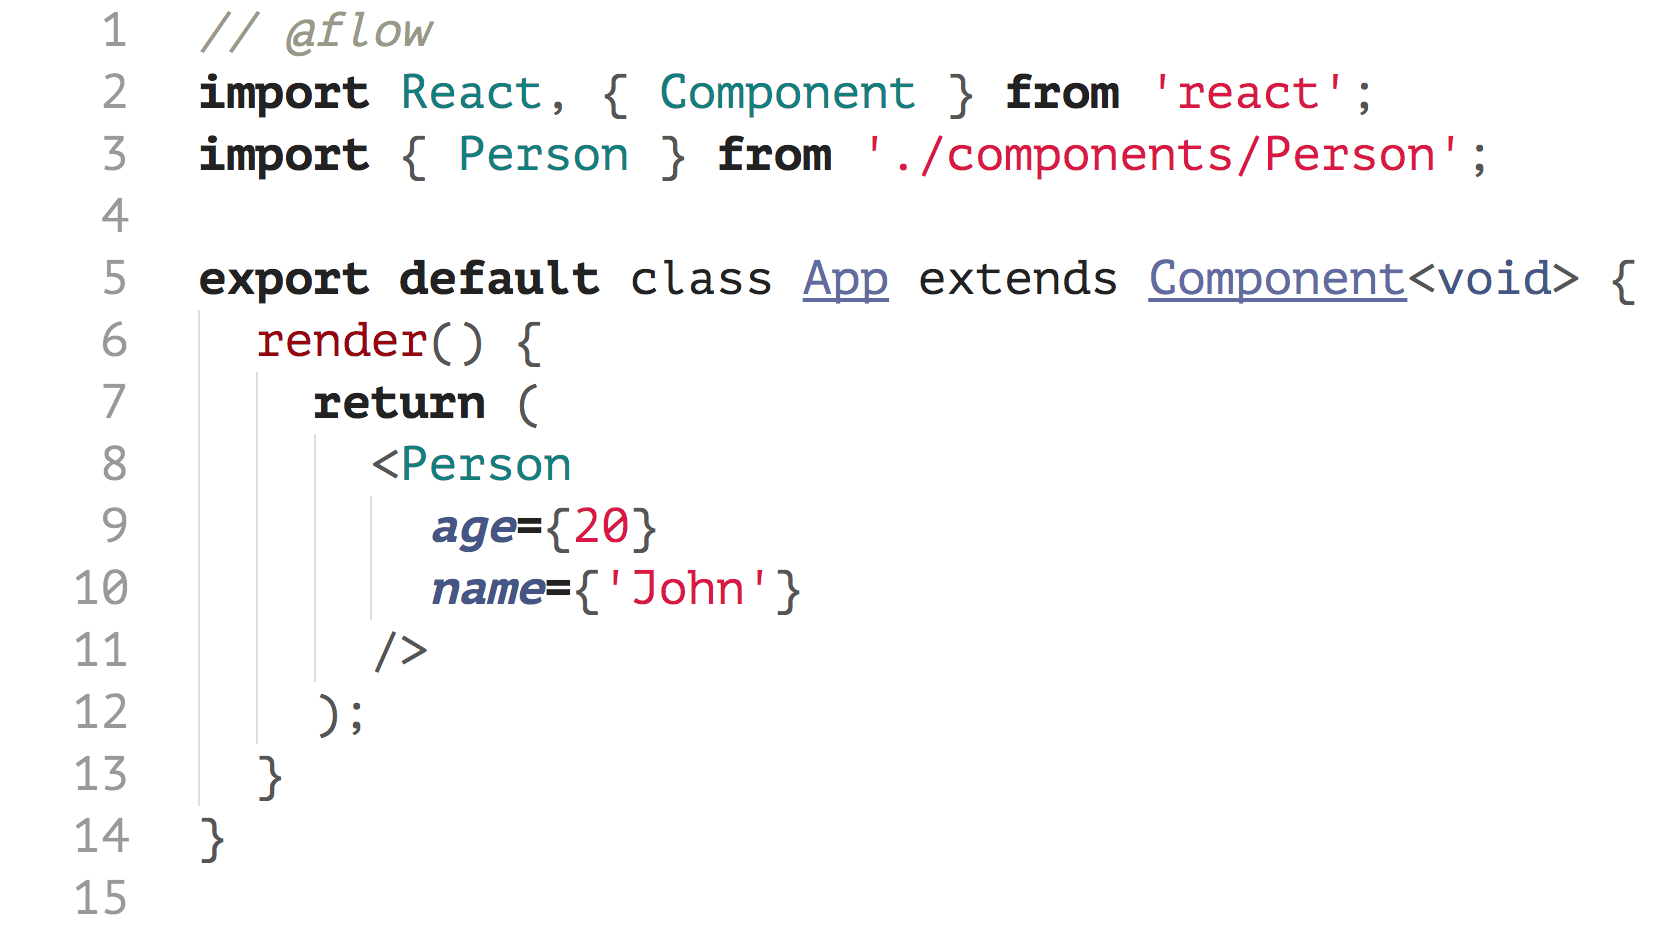 1 // @flow
2 import React, { Component } from 'react';
3 import { Person } from './components/Person';
4
5 export default class App extends Component<void> {
6   render() {
7     return (
8       <Person
9         age={20}
10         name={'John'}
11       />
12     );
13   }
14 }
15